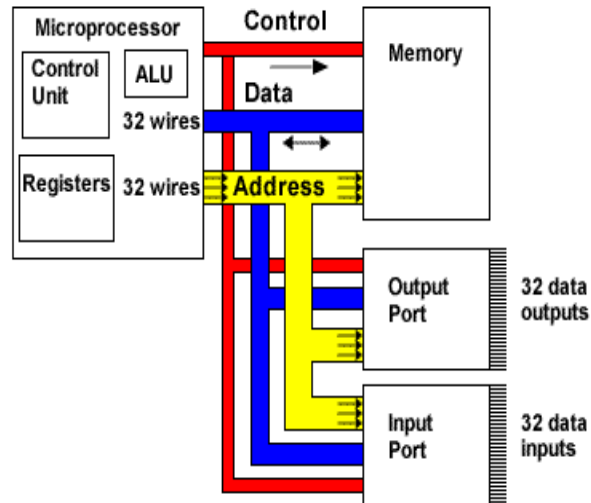 Microprocessor
Control
Unit
ALU
32 wires
Registers
32 wires
Control
Data
Address
Memory
Output
Port
32 data
outputs
Input
Port
32 data
inputs